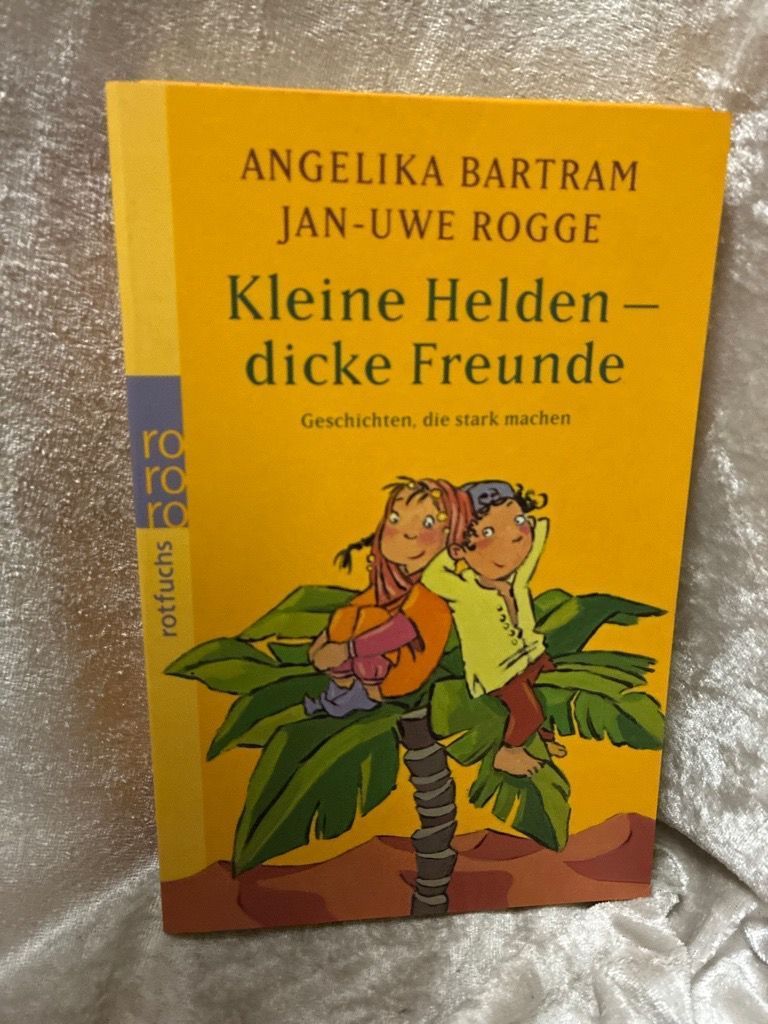 ANGELIKA BARTRAM
JAN-UWE ROGGE
Kleine Helden –
dicke Freunde
Geschichten, die stark machen
ro
ro
ro
rotfuchs